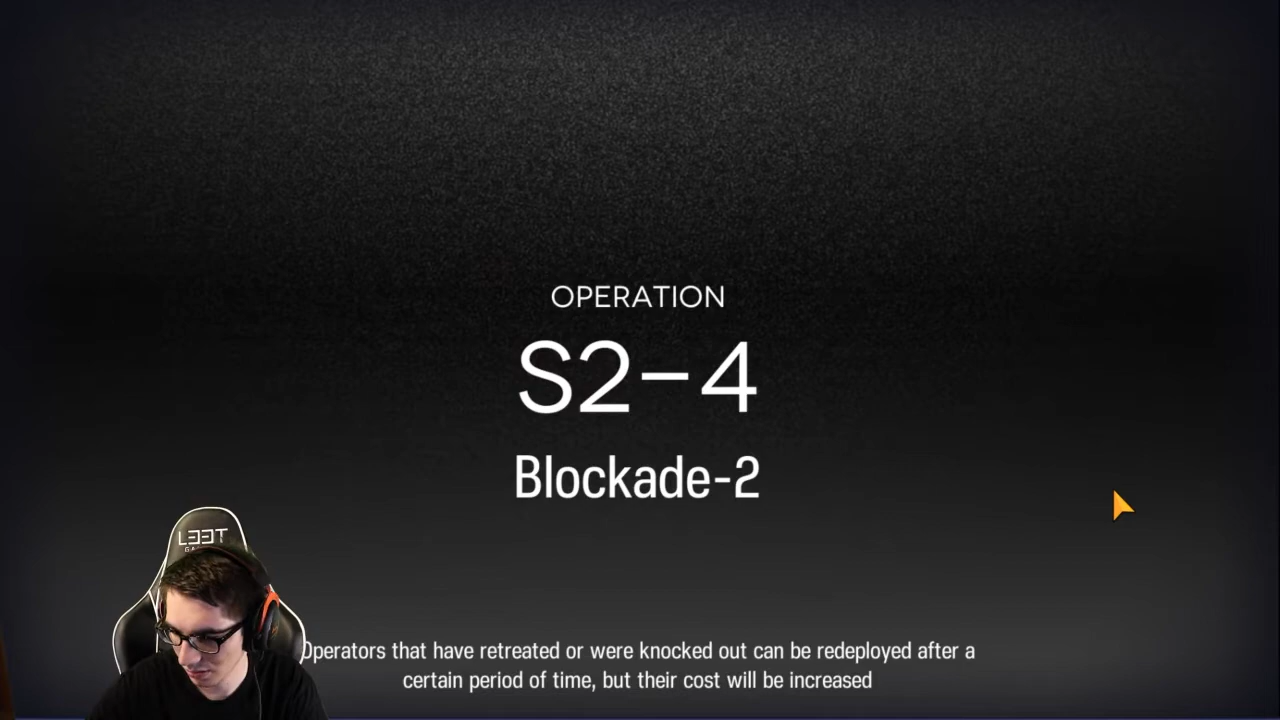 OPERATION
S2-4
Blockade-2
L33T
Operators that have retreated or were knocked out can be redeployed after a
certain period of time, but their cost will be increased